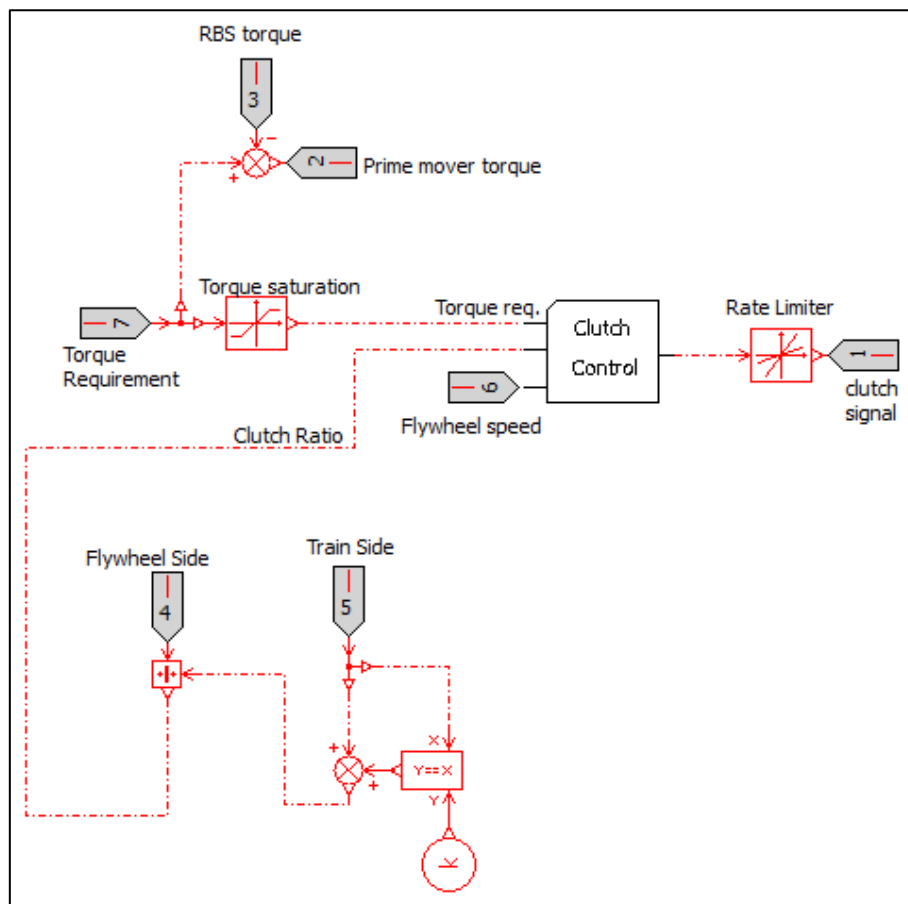 RBS torque
3
-
+
2
Prime mover torque
Torque saturation
7
Torque
Requirement
Torque req.
Clutch
Control
Rate Limiter
1
clutch
signal
6
Flywheel speed
Clutch Ratio
Flywheel Side
4
Train Side
5
+
+
X
Y==X
Y
K